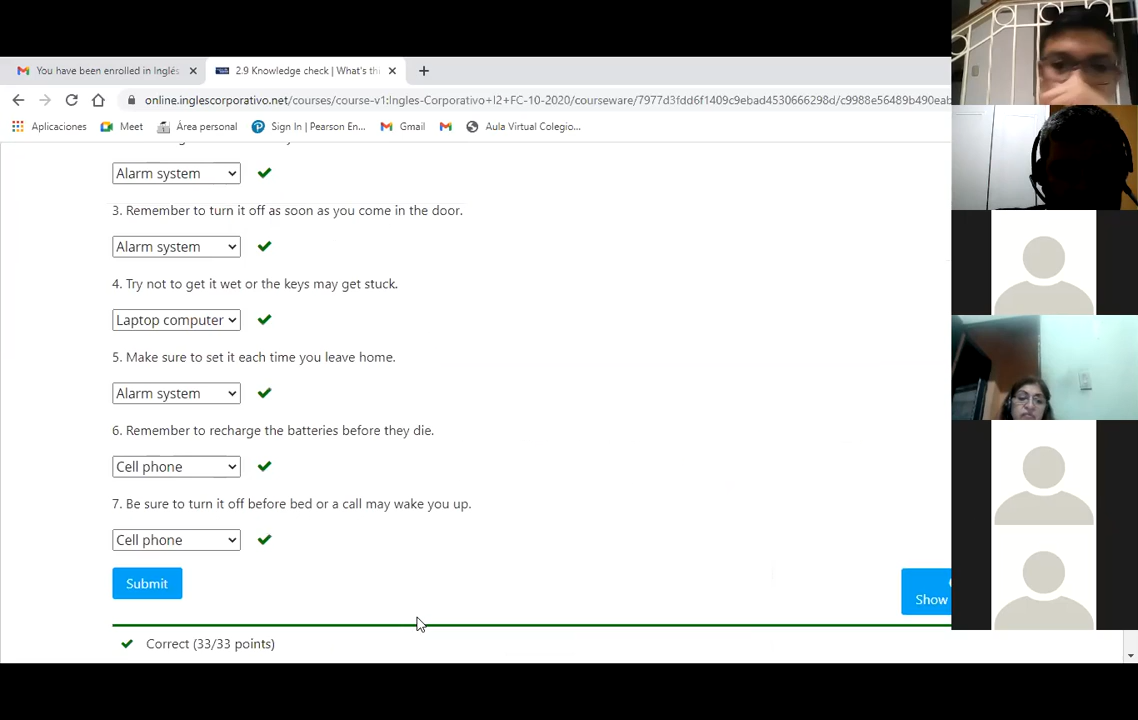 You have been enrolled in Inglés
2.9 Knowledge check | What's thi
online.inglescorporativo.net/courses/course-v1:Ingles-Corporativo+I2+FC-10-2020/courseware/7977d3fdd6f1409c9ebad4530666298d/c9988e56489b490eab
Aplicaciones Meet Área personal Sign In | Pearson En... Gmail Aula Virtual Colegio...
Alarm system
3. Remember to turn it off as soon as you come in the door.
Alarm system
4. Try not to get it wet or the keys may get stuck.
Laptop computer
5. Make sure to set it each time you leave home.
Alarm system
6. Remember to recharge the batteries before they die.
Cell phone
7. Be sure to turn it off before bed or a call may wake you up.
Cell phone
Submit
Show
Correct (33/33 points)